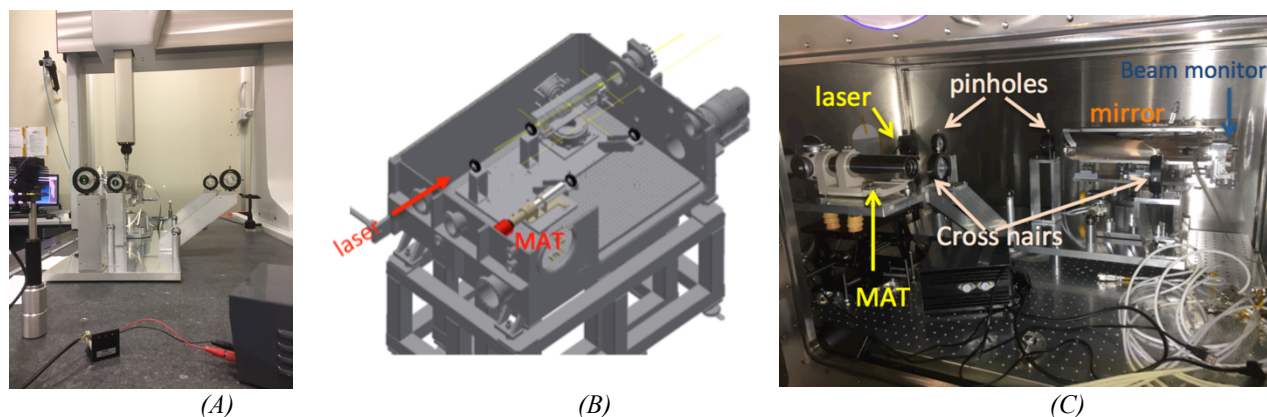 laser
MAT
laser
pinholes
Beam monitor
mirror
Cross hairs
MAT
(A)
(B)
(C)